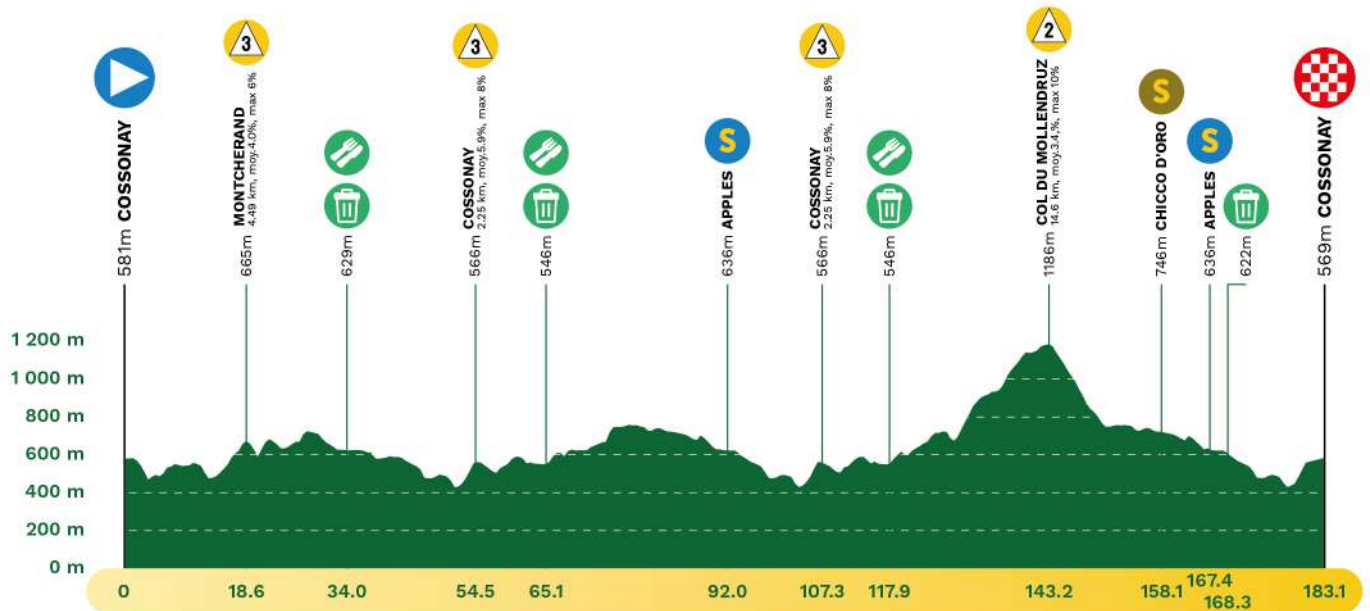 3
3
3
2
S
S
S
581m COSSONAY
665m MONTCHERAND
4.49 km, moy.4.0%, max 6%
629m
566m COSSONAY
2.25 km, moy.5.9%, max 8%
546m
636m APPLES
566m COSSONAY
2.25 km, moy.5.9%, max 8%
546m
1186m COL DU MOLLENDRUZ
14.6 km, moy.3.4,%, max 10%
746m CHICCO D'ORO
636m APPLES
622m
569m COSSONAY
1 200 m
1 000 m
800 m
600 m
400 m
200 m
0 m
0 18.6 34.0 54.5 65.1 92.0 107.3 117.9 143.2 158.1 167.4 168.3 183.1